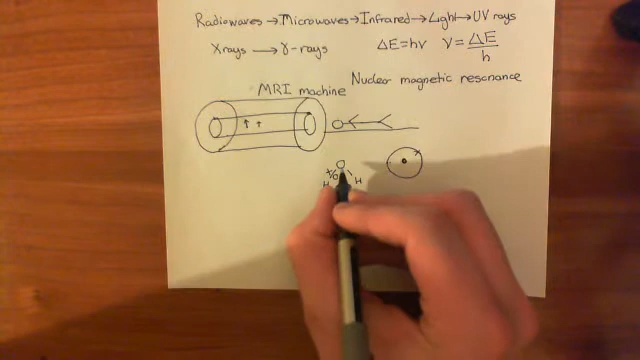 Radiowaves → Microwaves → Infrared → Light → UV rays
Xrays → γ-rays ΔE = hν ν = ΔE/h
Nuclear magnetic resonance
MRI machine
O
H H